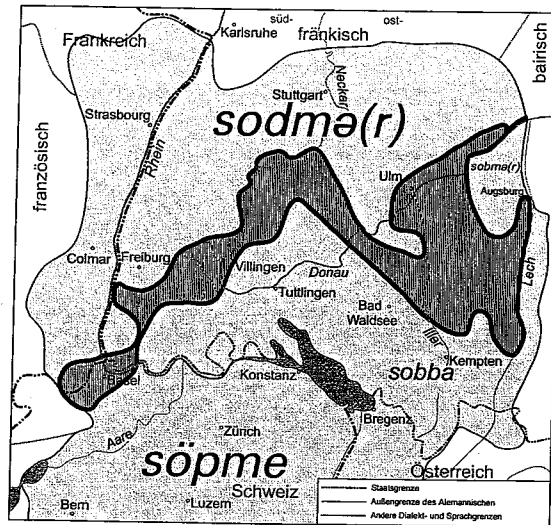 süd-
ost-
Karlsruhe
Frankreich
fränkisch
bairisch
Neckar
Stuttgart
Strasbourg
sodmə(r)
französisch
Rhein
Ulm
sobma(r)
Augsburg
Colmar
Freiburg
Villingen
Donau
Lech
Tuttlingen
Bad
Waldsee
Iller
Kempten
Basel
Konstanz
sobba
Aare
Zürich
Bregenz
söpme
Österreich
Schweiz
Bern
Luzern
Staatsgrenze
Außengrenze des Alemannischen
Andere Dialekt- und Sprachgrenzen